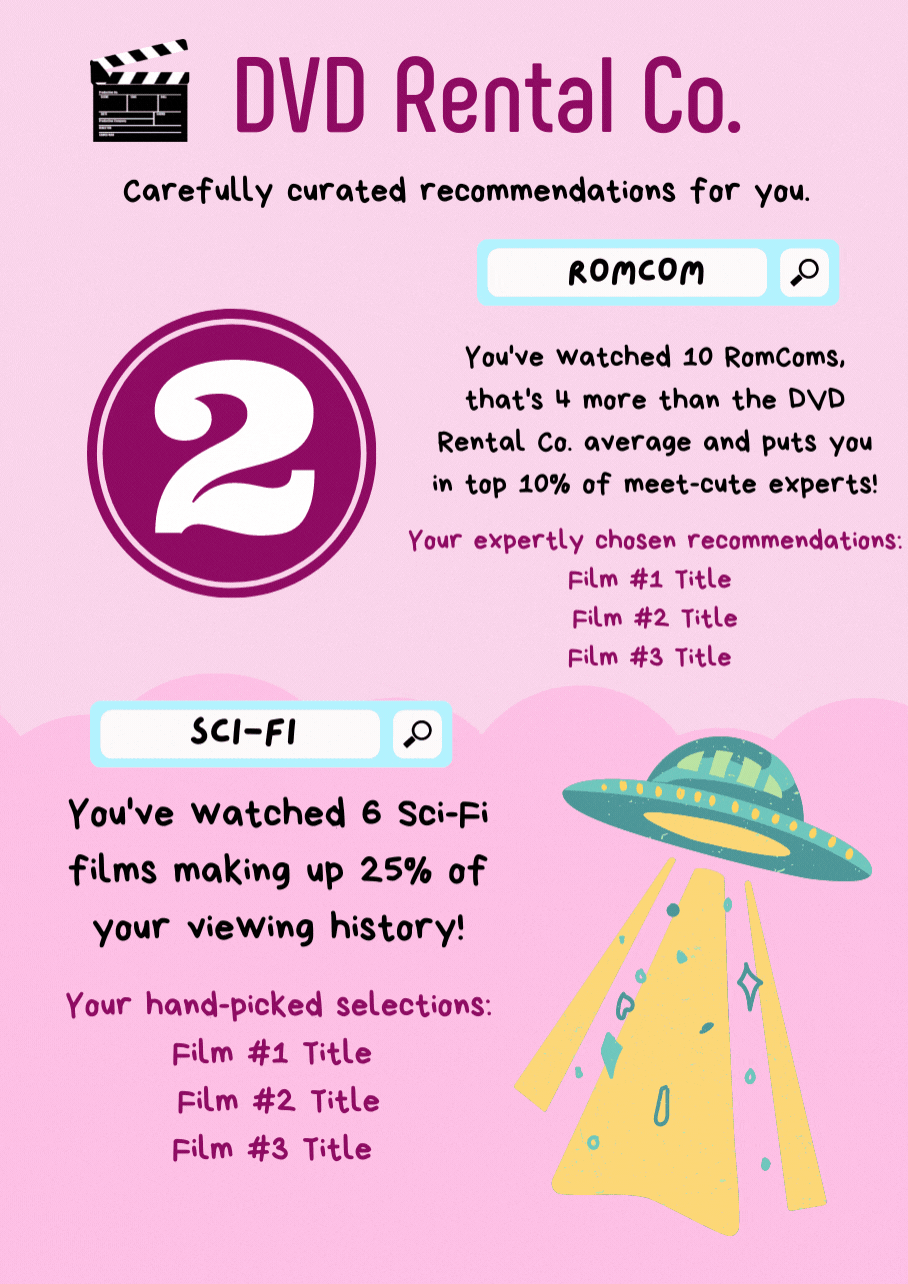 DVD Rental Co.
Carefully curated recommendations for you.
ROMCOM
2
You've watched 10 RomComs,
that's 4 more than the DVD
Rental Co. average and puts you
in top 10% of meet-cute experts!
Your expertly chosen recommendations:
Film #1 Title
Film #2 Title
Film #3 Title
SCI-FI
You've watched 6 Sci-Fi
films making up 25% of
your viewing history!
Your hand-picked selections:
Film #1 Title
Film #2 Title
Film #3 Title